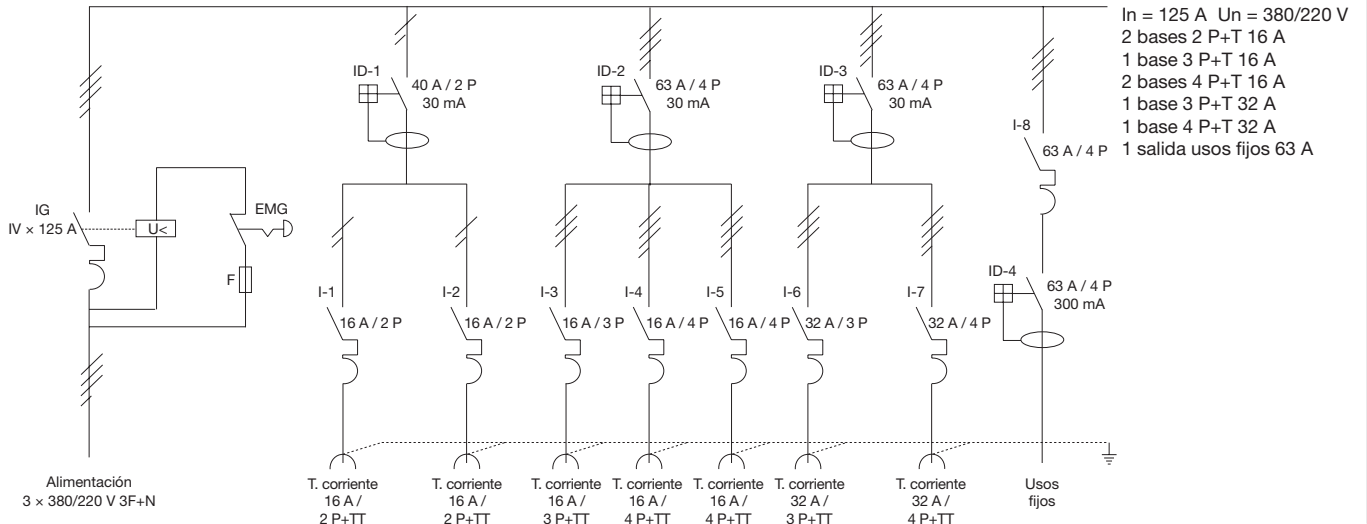 In = 125 A Un = 380/220 V
2 bases 2 P+T 16 A
1 base 3 P+T 16 A
2 bases 4 P+T 16 A
1 base 3 P+T 32 A
1 base 4 P+T 32 A
1 salida usos fijos 63 A
ID-1
40 A / 2 P
30 mA
ID-2
63 A / 4 P
30 mA
ID-3
63 A / 4 P
30 mA
I-8
63 A / 4 P
IG
IV × 125 A
U<
EMG
F
ID-4
63 A / 4 P
300 mA
I-1
16 A / 2 P
I-2
16 A / 2 P
I-3
16 A / 3 P
I-4
16 A / 4 P
I-5
16 A / 4 P
I-6
32 A / 3 P
I-7
32 A / 4 P
Alimentación
3 × 380/220 V 3F+N
T. corriente
16 A /
2 P+TT
T. corriente
16 A /
2 P+TT
T. corriente
16 A /
3 P+TT
T. corriente
16 A /
4 P+TT
T. corriente
16 A /
4 P+TT
T. corriente
32 A /
3 P+TT
T. corriente
32 A /
4 P+TT
Usos
fijos